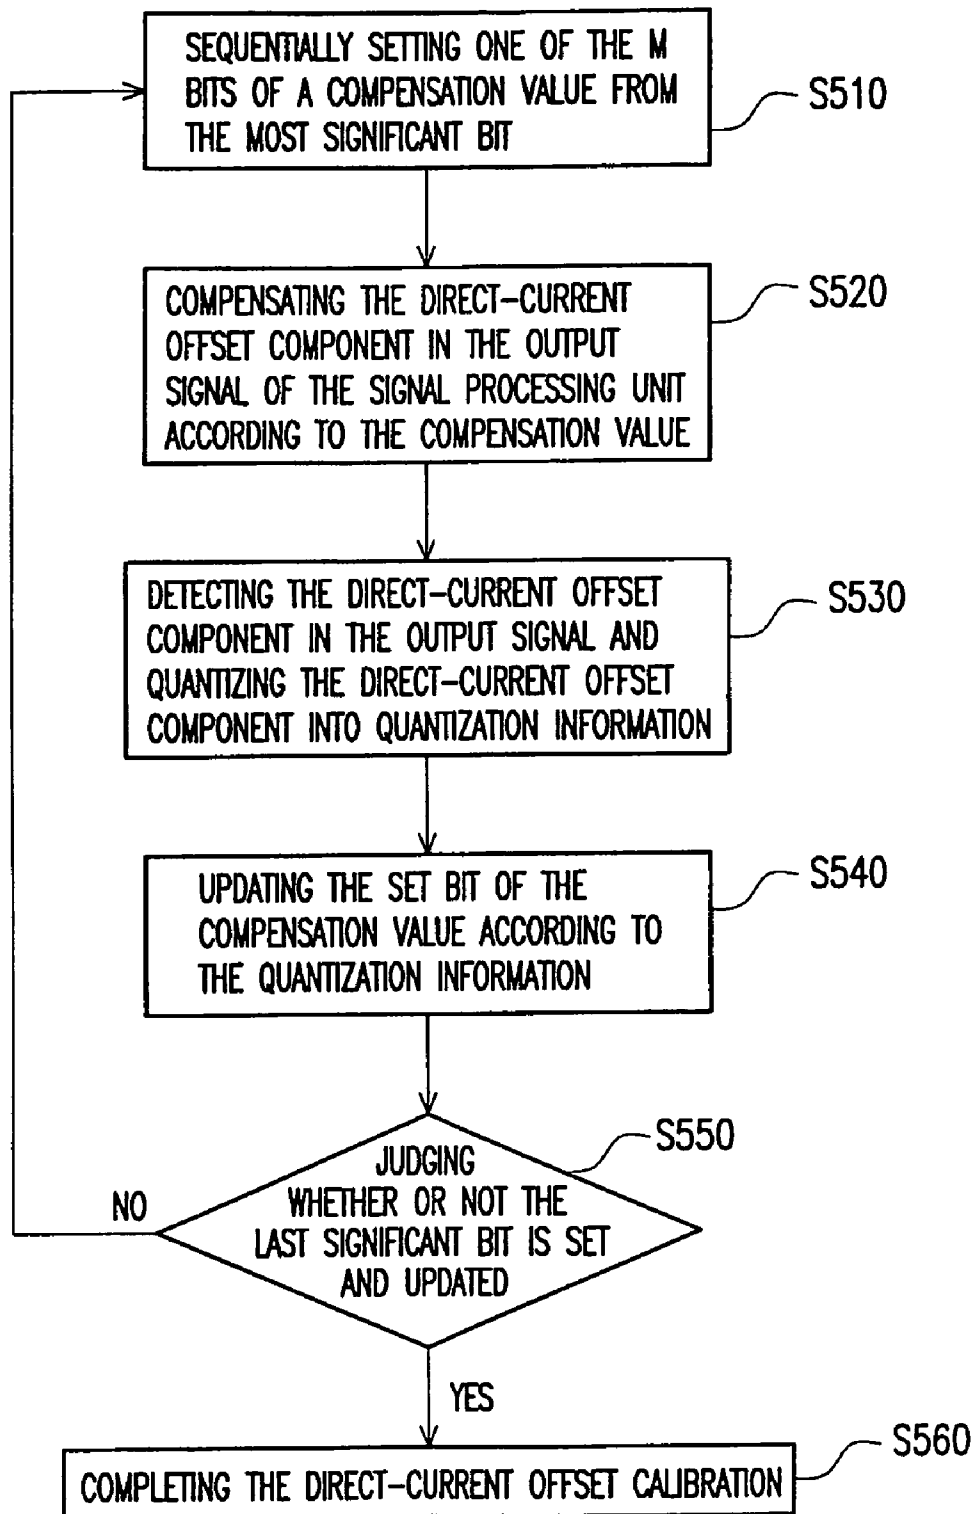 SEQUENTIALLY SETTING ONE OF THE M
BITS OF A COMPENSATION VALUE FROM
THE MOST SIGNIFICANT BIT
S510
COMPENSATING THE DIRECT-CURRENT
OFFSET COMPONENT IN THE OUTPUT
SIGNAL OF THE SIGNAL PROCESSING UNIT
ACCORDING TO THE COMPENSATION VALUE
S520
DETECTING THE DIRECT-CURRENT OFFSET
COMPONENT IN THE OUTPUT SIGNAL AND
QUANTIZING THE DIRECT-CURRENT OFFSET
COMPONENT INTO QUANTIZATION INFORMATION
S530
UPDATING THE SET BIT OF THE
COMPENSATION VALUE ACCORDING TO
THE QUANTIZATION INFORMATION
S540
JUDGING
WHETHER OR NOT THE
LAST SIGNIFICANT BIT IS SET
AND UPDATED
S550
NO
YES
COMPLETING THE DIRECT-CURRENT OFFSET CALIBRATION
S560